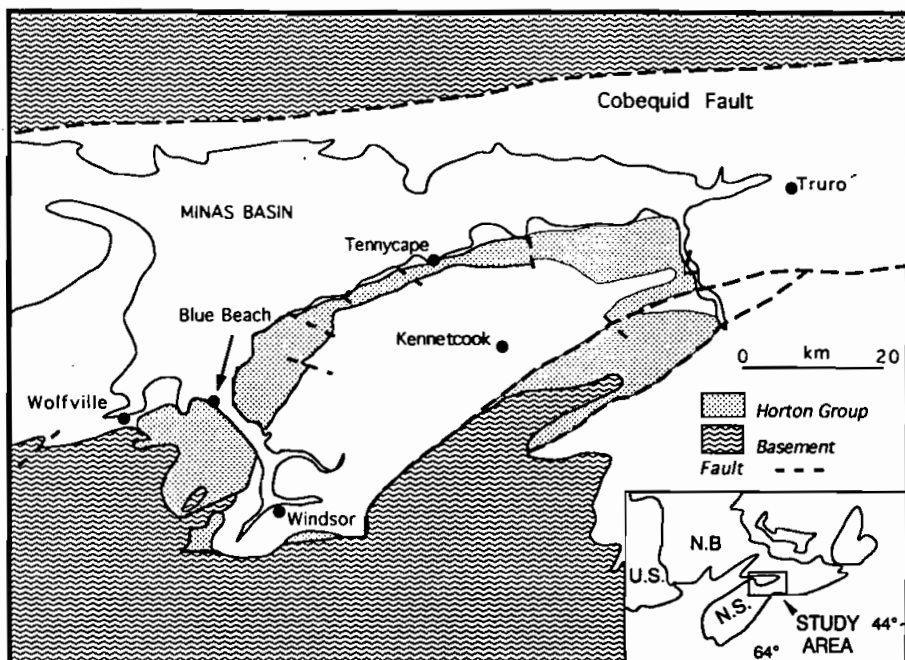 Cobequid Fault
Truro
MINAS BASIN
Tennycape
Blue Beach
Kennetcook
0 km 20
Wolfville
Horton Group
Basement
Fault
Windsor
N.B
U.S.
N.S.
STUDY
AREA
44°
64°